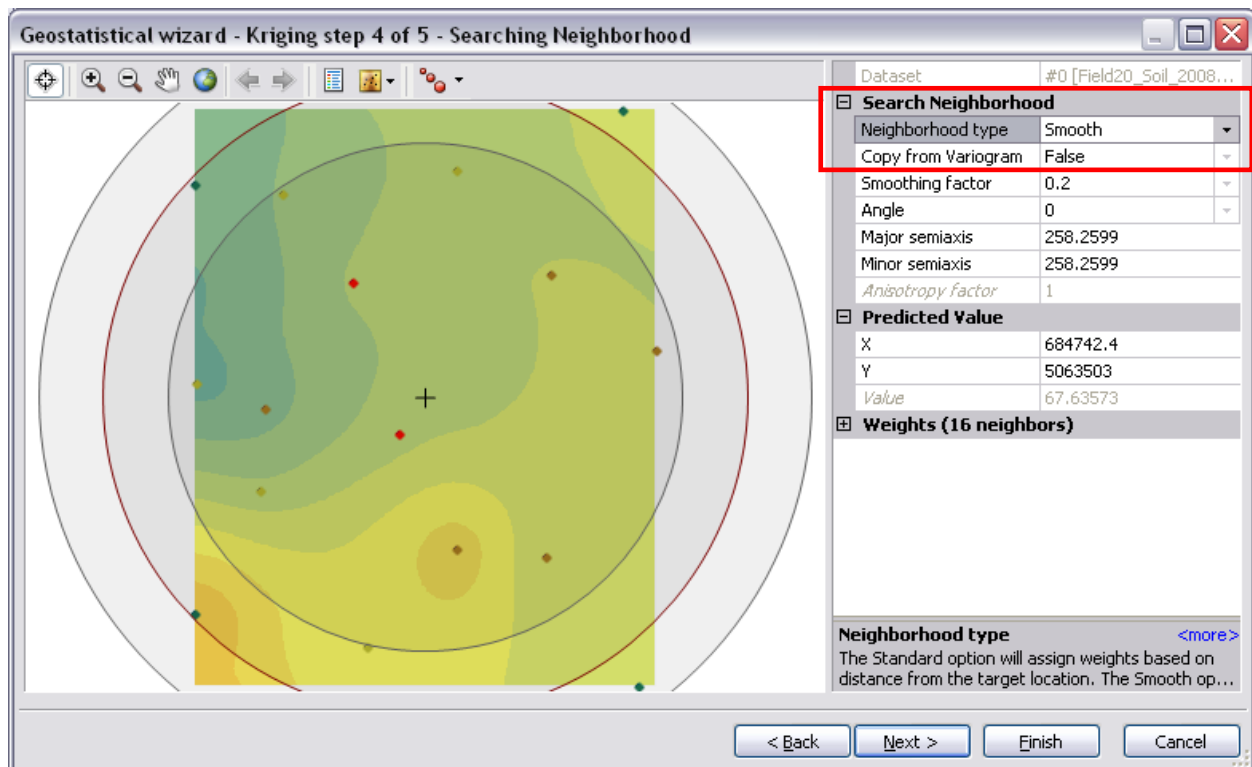 Geostatistical wizard - Kriging step 4 of 5 - Searching Neighborhood
Dataset #0 [Field20_Soil_2008...
Search Neighborhood
Neighborhood type Smooth
Copy from Variogram False
Smoothing factor 0.2
Angle 0
Major semiaxis 258.2599
Minor semiaxis 258.2599
Anisotropy factor 1
Predicted Value
X 684742.4
Y 5063503
Value 67.63573
Weights (16 neighbors)
Neighborhood type <more>
The Standard option will assign weights based on
distance from the target location. The Smooth op...
< Back Next > Finish Cancel